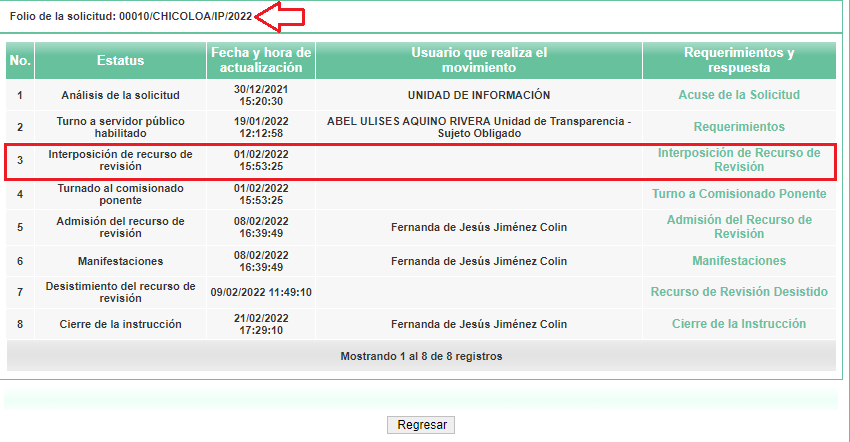 Folio de la solicitud: 00010/CHICOLOA/IP/2022
No. Estatus Fecha y hora de actualización Usuario que realiza el movimiento Requerimientos y respuesta
1 Análisis de la solicitud 30/12/2021 15:20:30 UNIDAD DE INFORMACIÓN Acuse de la Solicitud
2 Turno a servidor público habilitado 19/01/2022 12:12:58 ABEL ULISES AQUINO RIVERA Unidad de Transparencia - Sujeto Obligado Requerimientos
3 Interposición de recurso de revisión 01/02/2022 15:53:25 Interposición de Recurso de Revisión
4 Turnado al comisionado ponente 01/02/2022 15:53:25 Turno a Comisionado Ponente
5 Admisión del recurso de revisión 08/02/2022 16:39:49 Fernanda de Jesús Jiménez Colin Admisión del Recurso de Revisión
6 Manifestaciones 08/02/2022 16:39:49 Fernanda de Jesús Jiménez Colin Manifestaciones
7 Desistimiento del recurso de revisión 09/02/2022 11:49:10 Recurso de Revisión Desistido
8 Cierre de la instrucción 21/02/2022 17:29:10 Fernanda de Jesús Jiménez Colin Cierre de la Instrucción
Mostrando 1 al 8 de 8 registros
Regresar